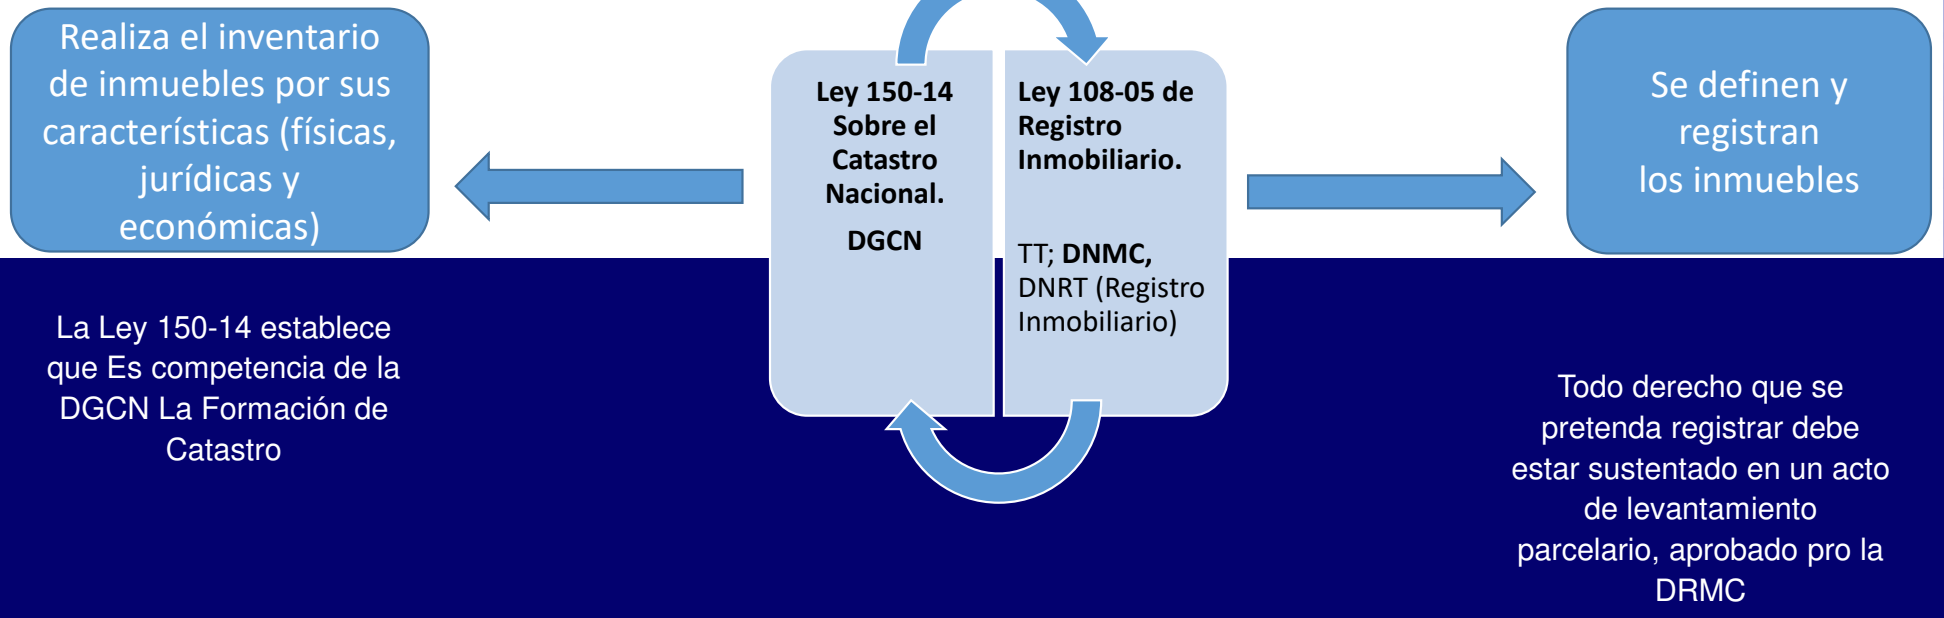 Realiza el inventario
de inmuebles por sus
características (físicas,
jurídicas y
económicas)
La Ley 150-14 establece
que Es competencia de la
DGCN La Formación de
Catastro
Ley 150-14
Sobre el
Catastro
Nacional.
DGCN
Ley 108-05 de
Registro
Inmobiliario.
TT; DNMC,
DNRT (Registro
Inmobiliario)
Se definen y
registran
los inmuebles
Todo derecho que se
pretenda registrar debe
estar sustentado en un acto
de levantamiento
parcelario, aprobado pro la
DRMC